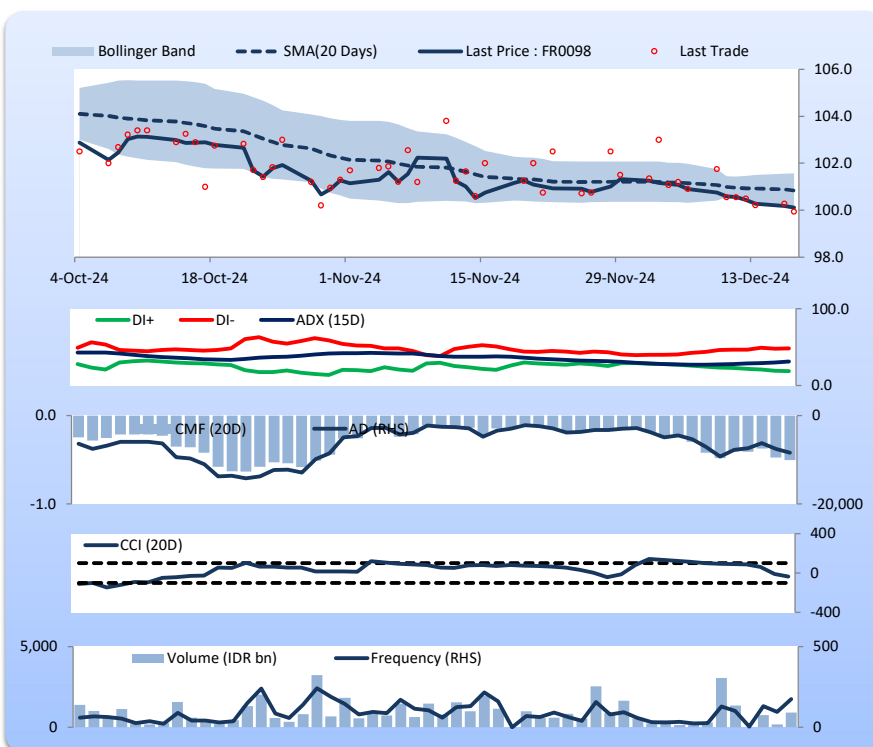 Bollinger Band SMA(20 Days) Last Price : FR0098 Last Trade
106.0
104.0
102.0
100.0
98.0
4-Oct-24 18-Oct-24 1-Nov-24 15-Nov-24 29-Nov-24 13-Dec-24
DI+ DI- ADX (15D)
100.0
0.0
0.0 0
CMF (20D) AD (RHS)
-1.0 -20,000
CCI (20D)
400
0
-400
5,000 500
Volume (IDR bn) Frequency (RHS)
0 0